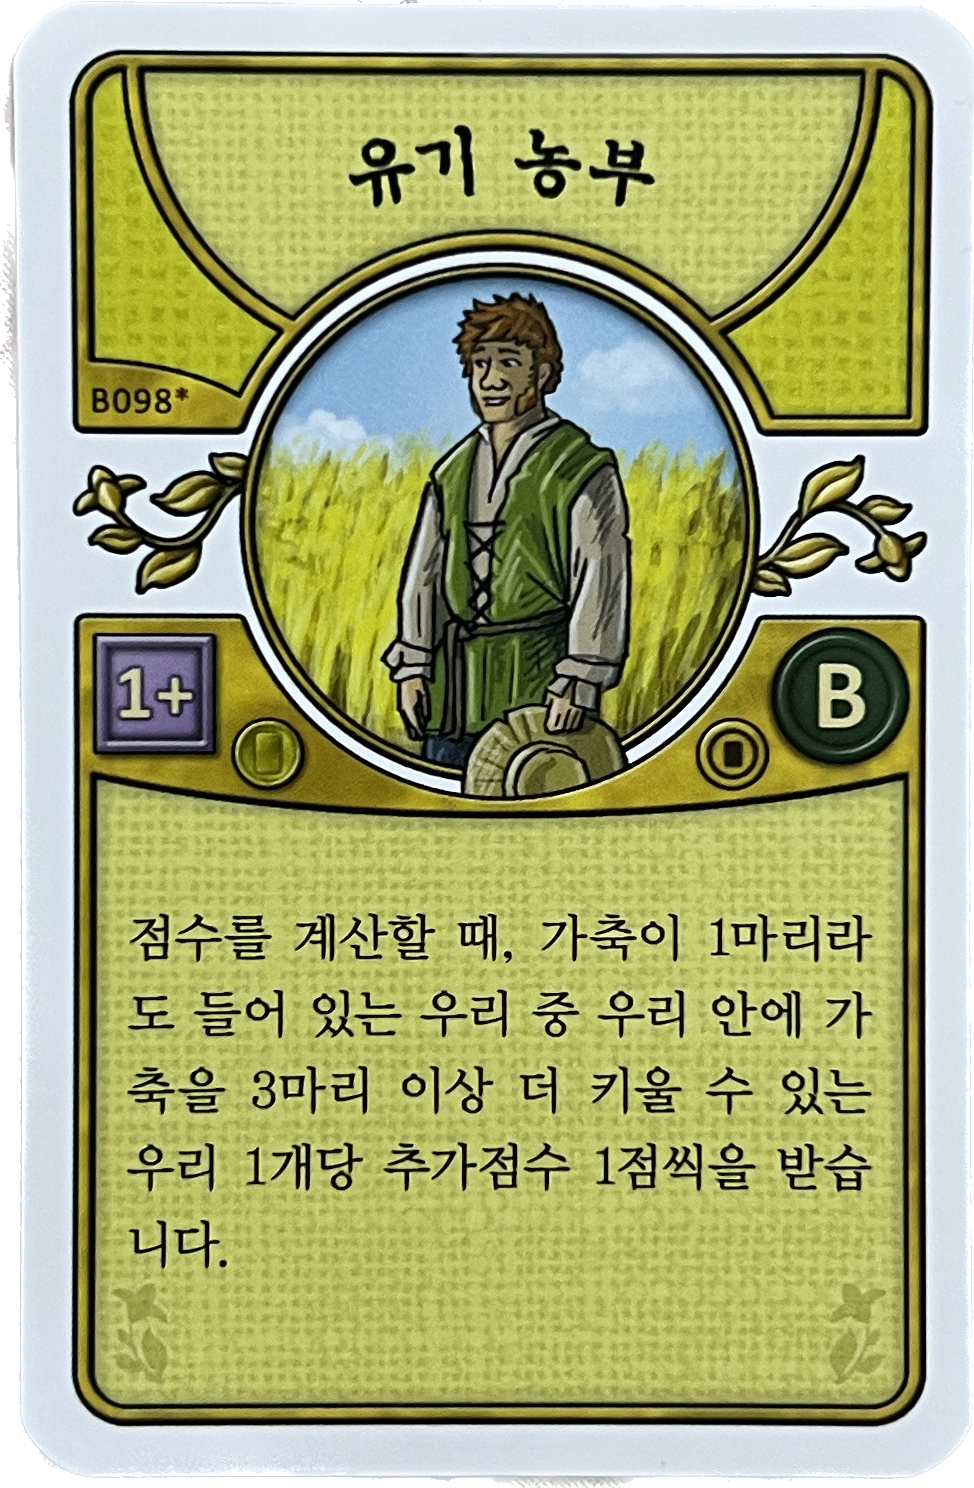 유기 농부
B098*
1+
B
점수를 계산할 때, 가축이 1마리라
도 들어 있는 우리 중 우리 안에 가
축을 3마리 이상 더 키울 수 있는
우리 1개당 추가점수 1점씩을 받습
니다.